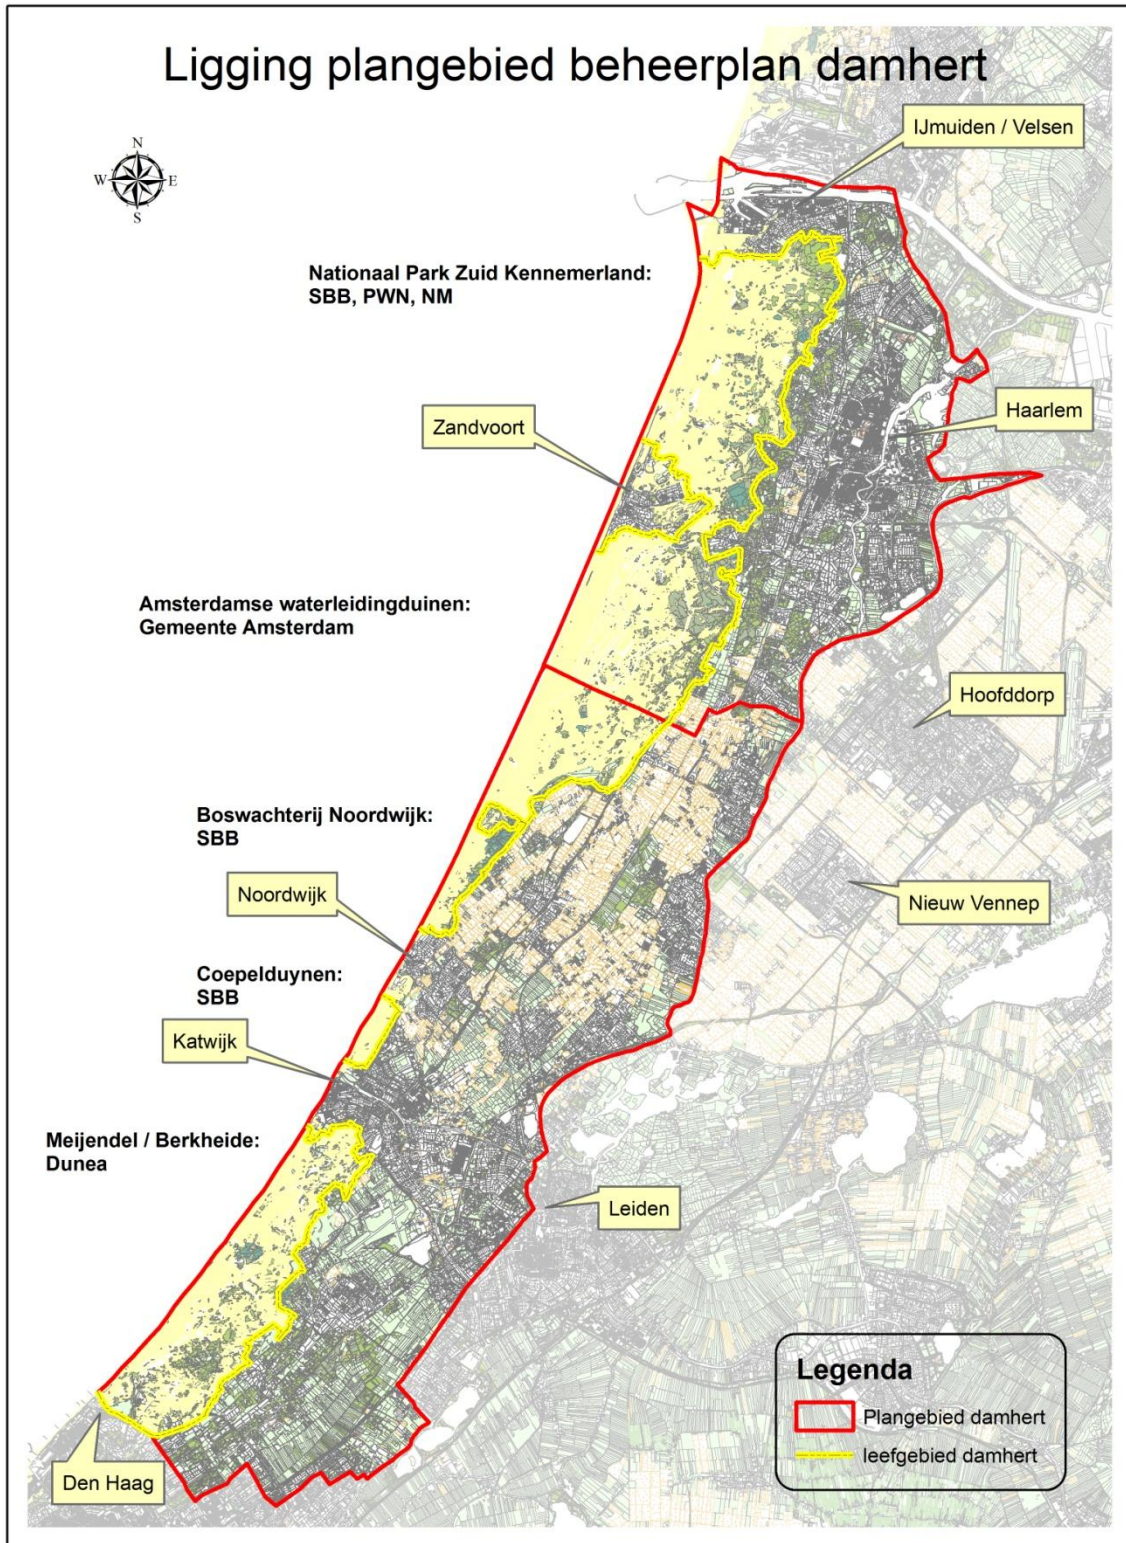 Ligging plangebied beheerplan damhert
IJmuiden / Velsen
N
W E
S
Nationaal Park Zuid Kennemerland:
SBB, PWN, NM
Zandvoort
Haarlem
Amsterdamse waterleidingduinen:
Gemeente Amsterdam
Hoofddorp
Boswachterij Noordwijk:
SBB
Noordwijk
Nieuw Vennep
Coepelduynen:
SBB
Katwijk
Meijendel / Berkheide:
Dunea
Leiden
Legenda
Plangebied damhert
leefgebied damhert
Den Haag